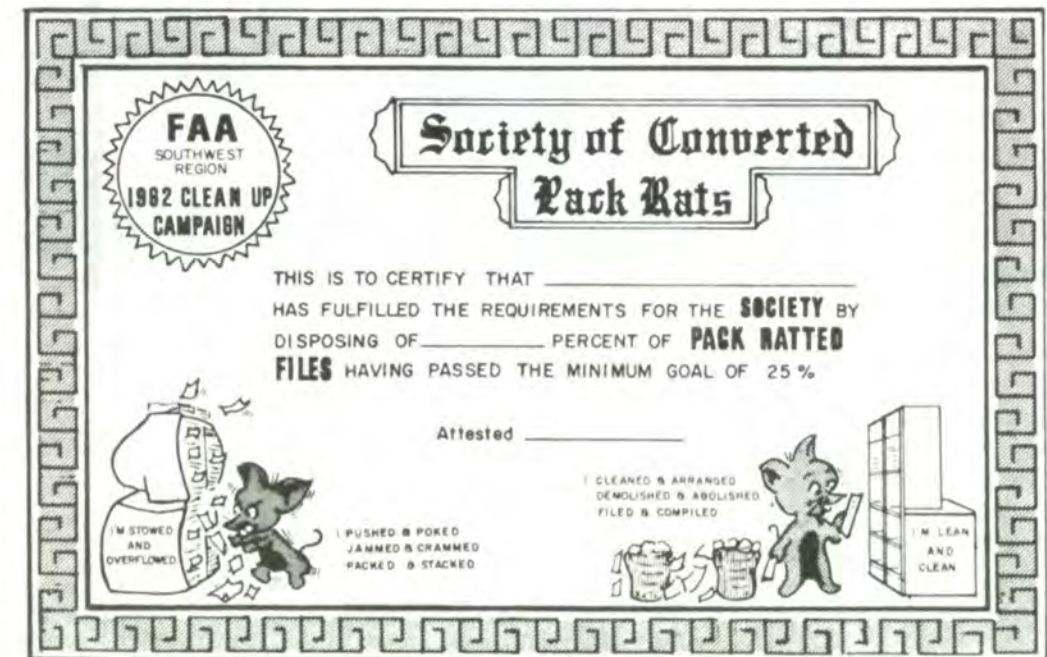 FAA
SOUTHWEST
REGION
1982 CLEAN UP
CAMPAIGN
Society of Converted
Pack Rats
THIS IS TO CERTIFY THAT
HAS FULFILLED THE REQUIREMENTS FOR THE SOCIETY BY
DISPOSING OF PERCENT OF PACK RATTED
FILES HAVING PASSED THE MINIMUM GOAL OF 25 %
Attested
I'M STOWED
AND
OVERFLOWED
I PUSHED & POKED
JAMMED & CRAMMED
PACKED & STACKED
I CLEANED & ARRANGED
DEMOLISHED & ABOLISHED
FILED & COMPILED
I'M LEAN
AND
CLEAN